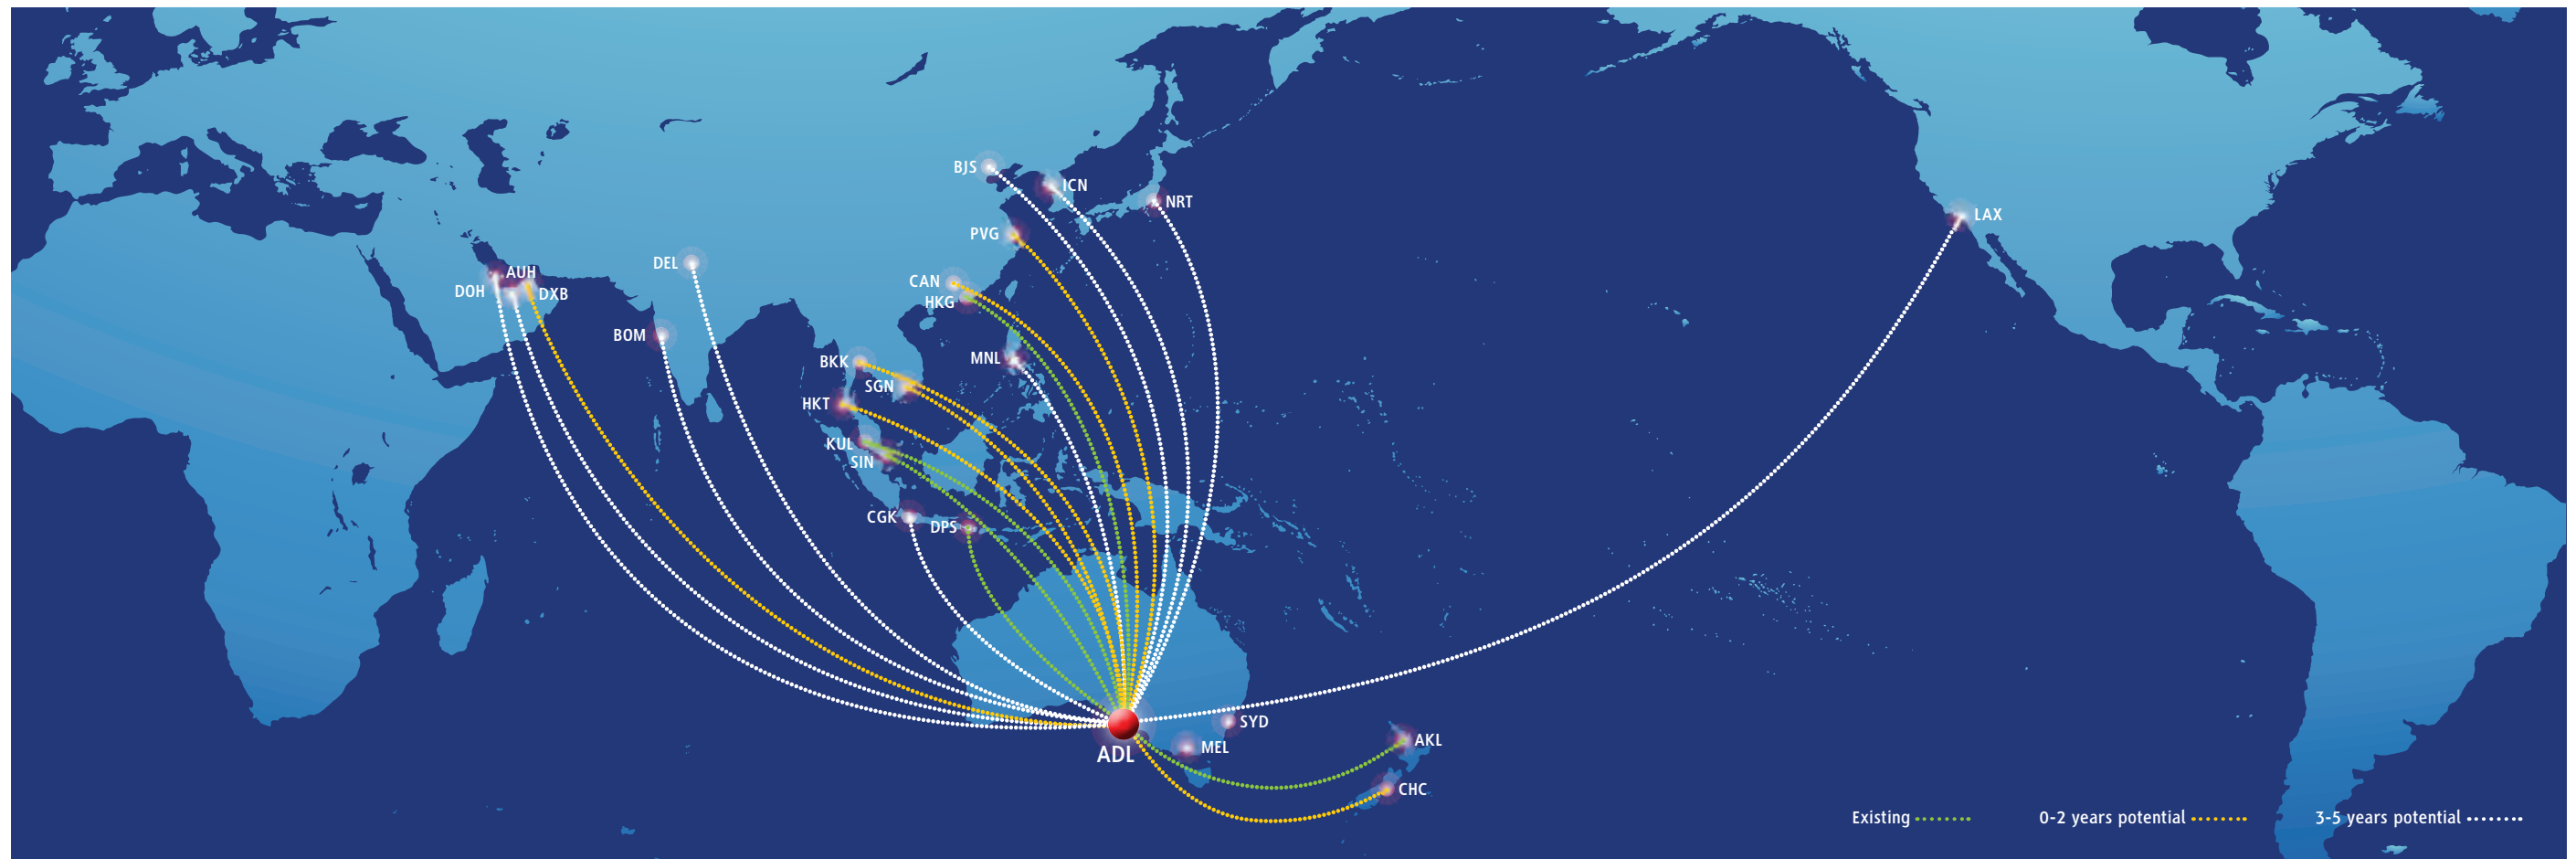 BJS
ICN
NRT
LAX
PVG
DEL
AUH
DOH
DXB
CAN
HKG
BOM
MNL
BKK
SGN
HKT
KUL
SIN
CGK
DPS
SYD
ADL
MEL
AKL
CHC
Existing
0-2 years potential
3-5 years potential